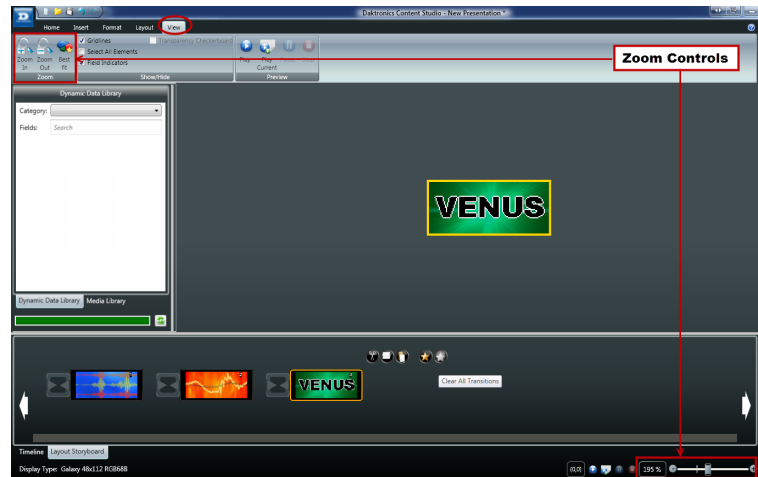 Daktronics Content Studio - New Presentation *
Home Insert Format Layout View
Gridlines Transparency Checkerboard
Select All Elements
Field Indicators
Zoom In Zoom Out Best fit
Play Play Current Pause Stop
Zoom Show/Hide Preview
Zoom Controls
Dynamic Data Library
Category:
Fields: Search
VENUS
Dynamic Data Library Media Library
VENUS
Clear All Transitions
Timeline Layout Storyboard
Display Type: Galaxy 48x112 RGB688
(0,0) 195 %